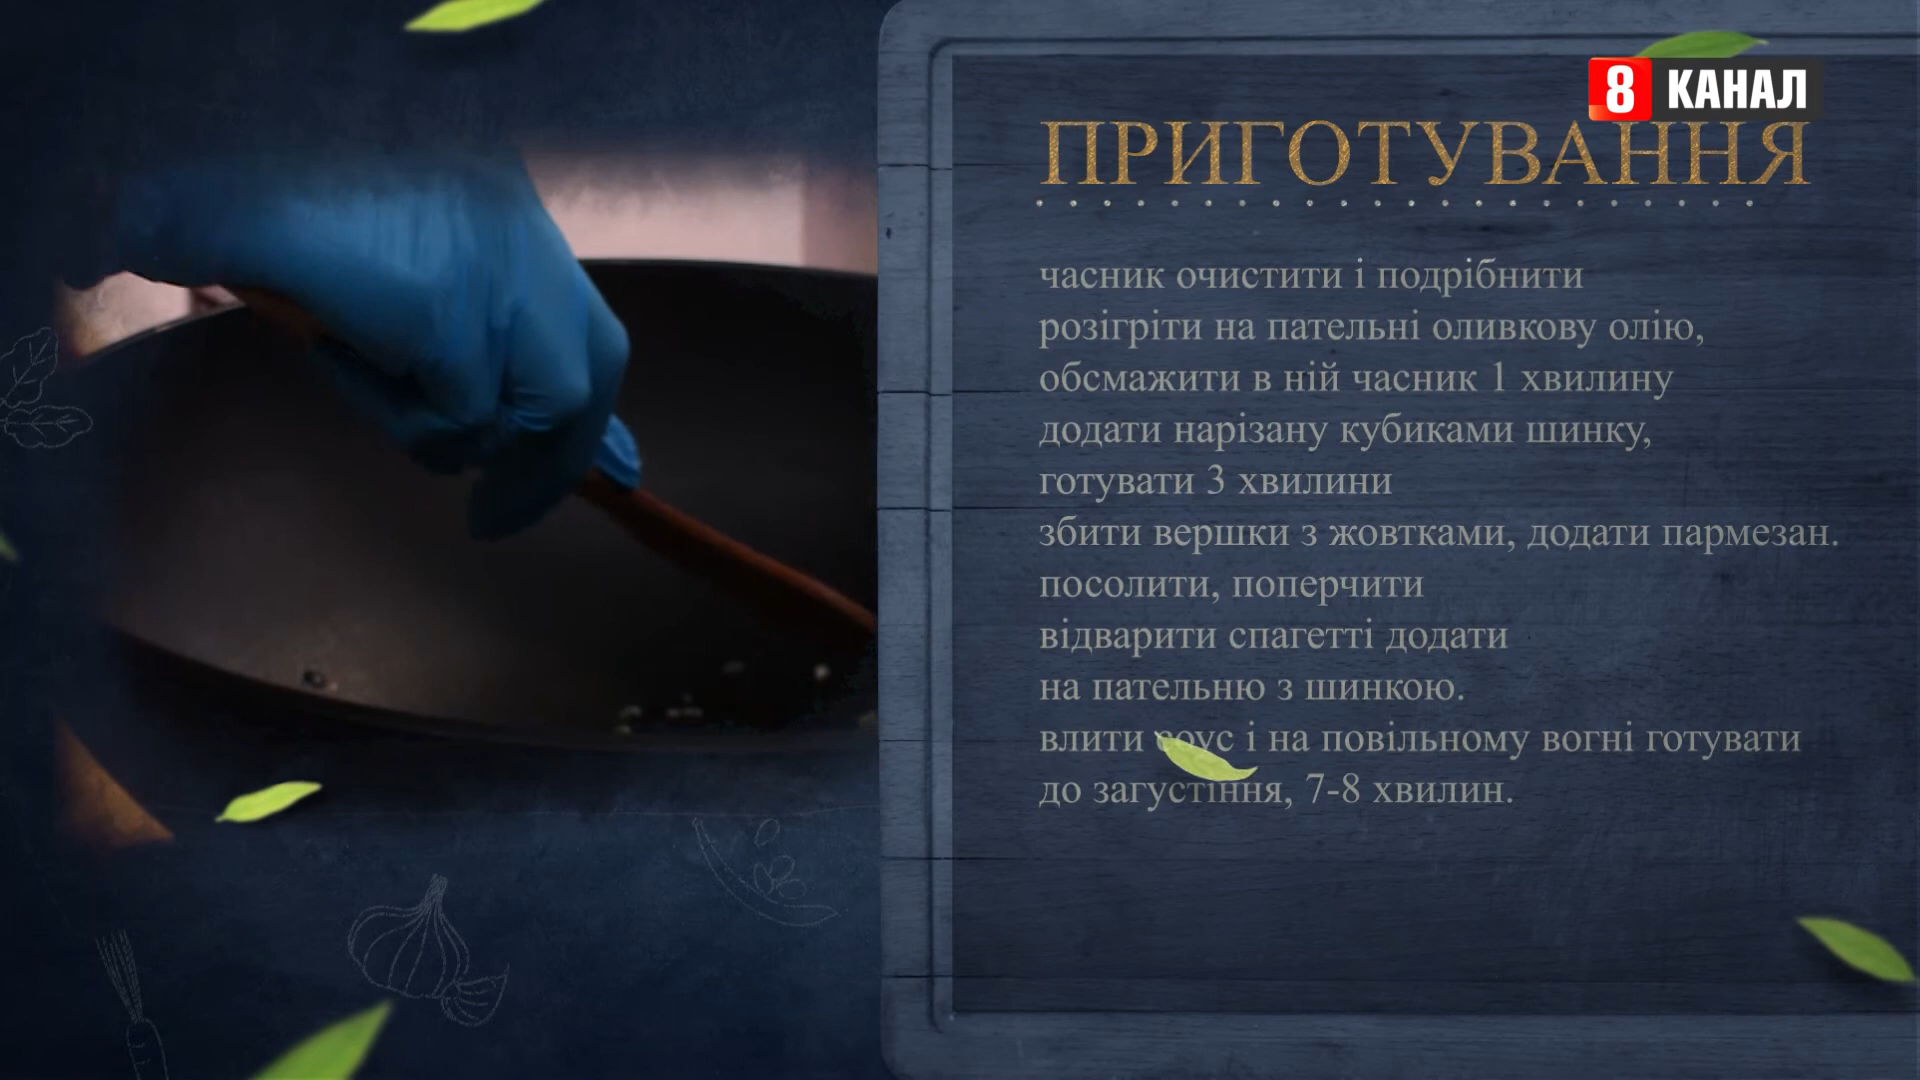 8 КАНАЛ
ПРИГОТУВАННЯ
часник очистити і подрібнити
розігріти на пательні оливкову олію,
обсмажити в ній часник 1 хвилину
додати нарізану кубиками шинку,
готувати 3 хвилини
збити вершки з жовтками, додати пармезан.
посолити, поперчити
відварити спагетті додати
на пательню з шинкою.
влити соус і на повільному вогні готувати
до загустіння, 7-8 хвилин.